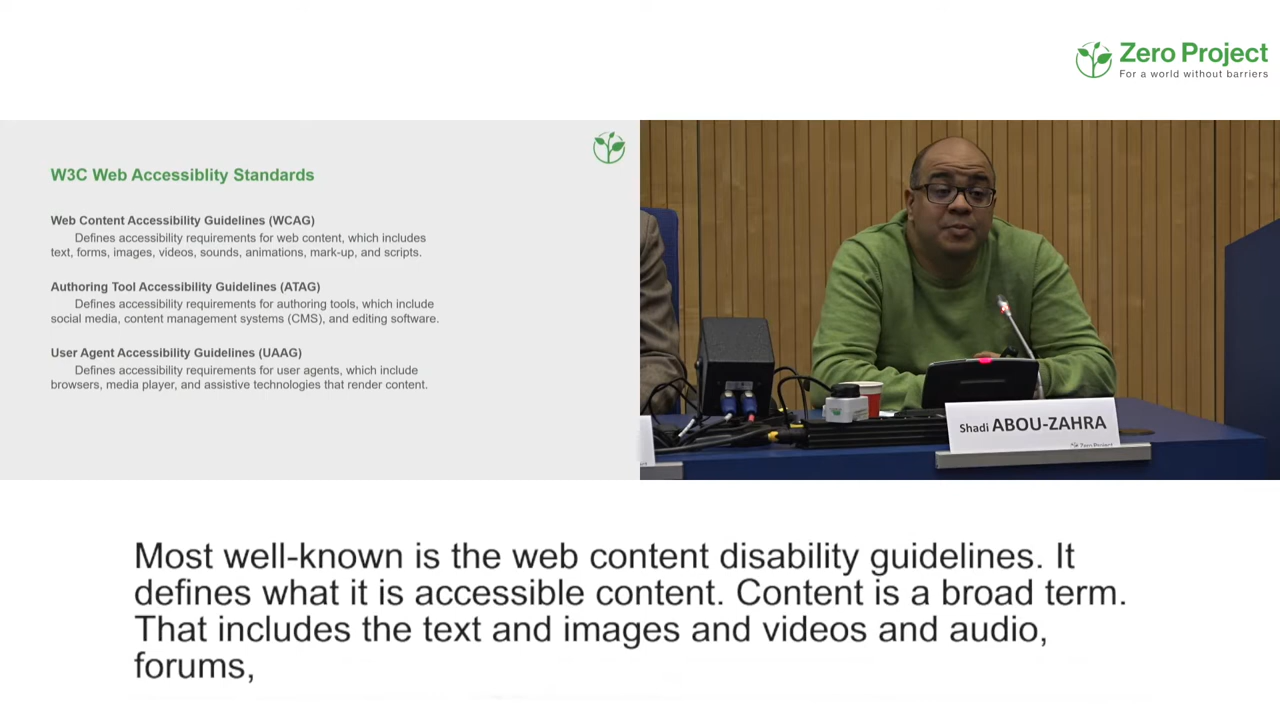 Zero Project
For a world without barriers
W3C Web Accessiblity Standards
Web Content Accessibility Guidelines (WCAG)
Defines accessibility requirements for web content, which includes
text, forms, images, videos, sounds, animations, mark-up, and scripts.
Authoring Tool Accessibility Guidelines (ATAG)
Defines accessibility requirements for authoring tools, which include
social media, content management systems (CMS), and editing software.
User Agent Accessibility Guidelines (UAAG)
Defines accessibility requirements for user agents, which include
browsers, media player, and assistive technologies that render content.
Shadi ABOU-ZAHRA
Zero Project
Most well-known is the web content disability guidelines. It
defines what it is accessible content. Content is a broad term.
That includes the text and images and videos and audio,
forums,